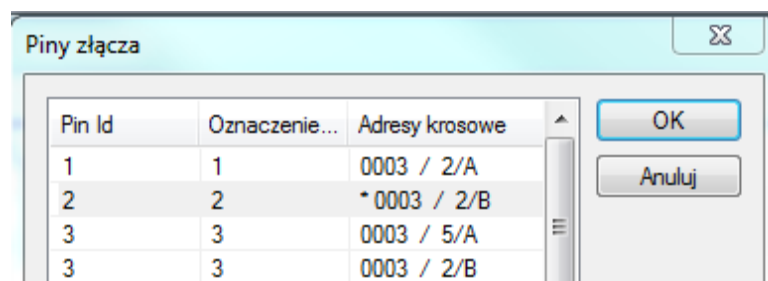 Piny złącza
Pin Id Oznaczenie... Adresy krosowe
1 1 0003 / 2/A
2 2 * 0003 / 2/B
3 3 0003 / 5/A
3 3 0003 / 2/B
OK
Anuluj